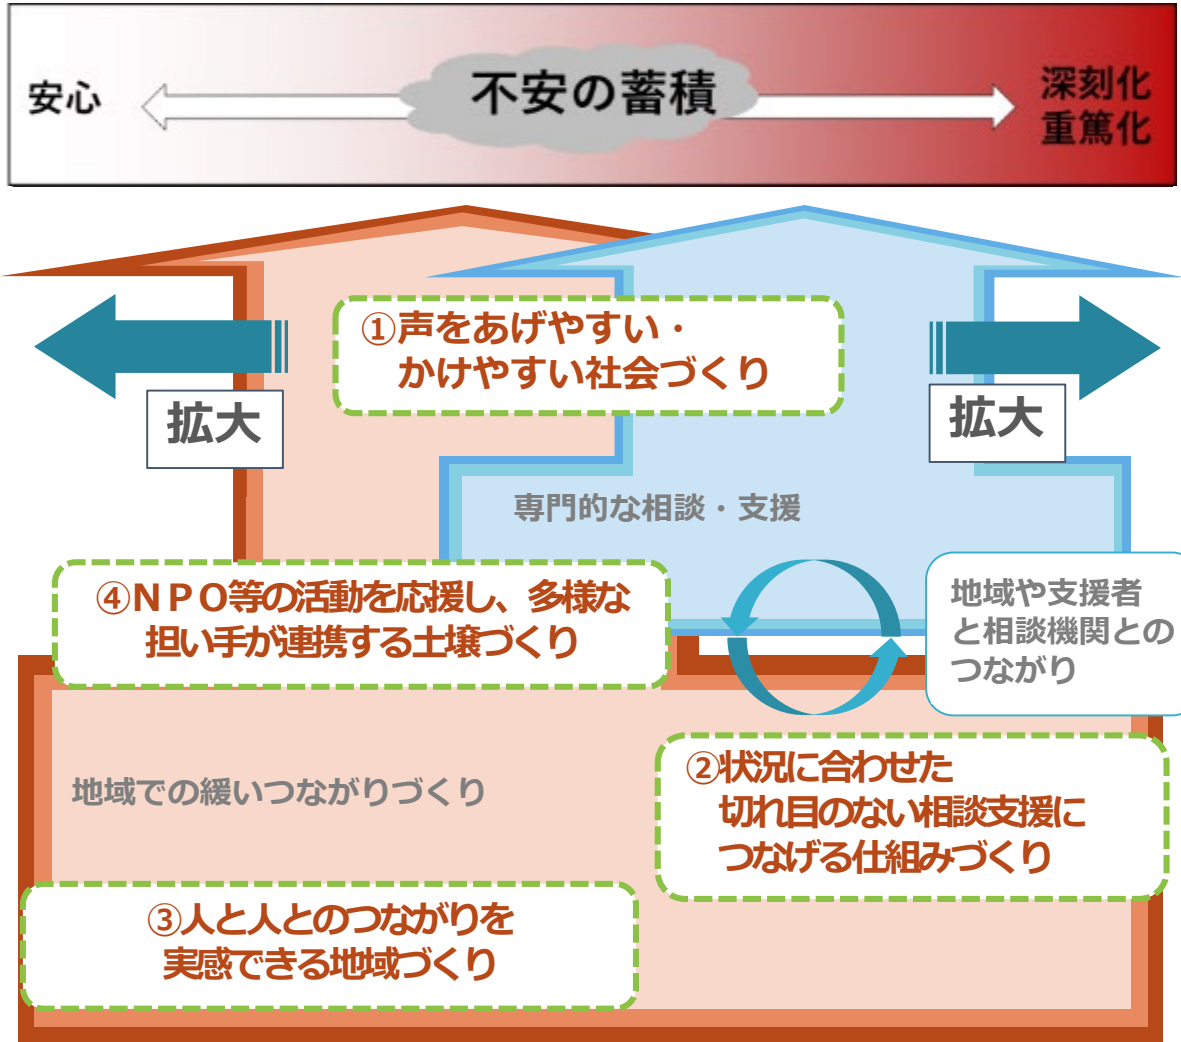 安心
不安の蓄積
深刻化
重篤化
①声をあげやすい・
かけやすい社会づくり
拡大
拡大
専門的な相談・支援
④ＮＰＯ等の活動を応援し、多様な
担い手が連携する土壌づくり
地域や支援者
と相談機関との
つながり
地域での緩いつながりづくり
②状況に合わせた
切れ目のない相談支援に
つなげる仕組みづくり
③人と人とのつながりを
実感できる地域づくり